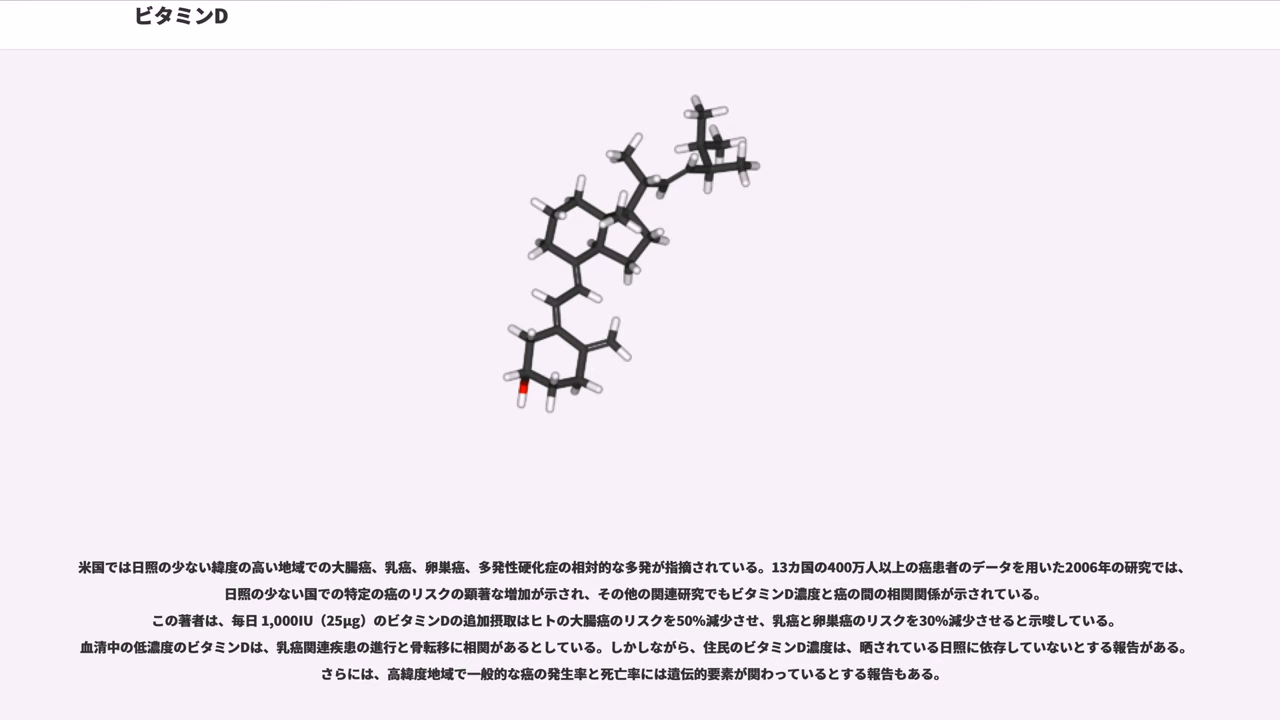 ビタミンD
米国では日照の少ない緯度の高い地域での大腸癌、乳癌、卵巣癌、多発性硬化症の相対的な多発が指摘されている。13カ国の400万人以上の癌患者のデータを用いた2006年の研究では、
日照の少ない国での特定の癌のリスクの顕著な増加が示され、その他の関連研究でもビタミンD濃度と癌の間の相関関係が示されている。
この著者は、毎日 1,000IU（25µg）のビタミンDの追加摂取はヒトの大腸癌のリスクを50%減少させ、乳癌と卵巣癌のリスクを30%減少させると示唆している。
血清中の低濃度のビタミンDは、乳癌関連疾患の進行と骨転移に相関があるとしている。しかしながら、住民のビタミンD濃度は、晒されている日照に依存していないとする報告がある。
さらには、高緯度地域で一般的な癌の発生率と死亡率には遺伝的要素が関わっているとする報告もある。